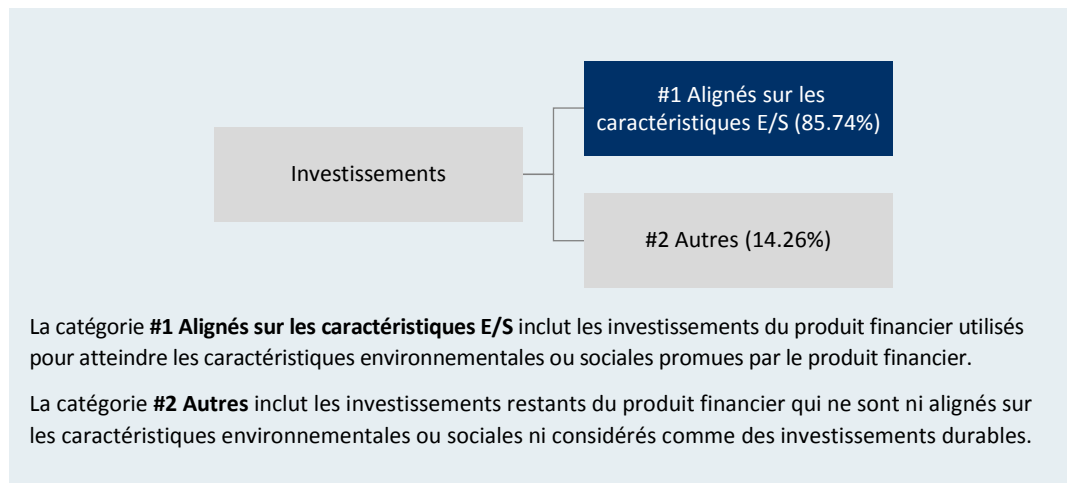 #1 Alignés sur les
caractéristiques E/S (85.74%)
Investissements
#2 Autres (14.26%)
La catégorie #1 Alignés sur les caractéristiques E/S inclut les investissements du produit financier utilisés
pour atteindre les caractéristiques environnementales ou sociales promues par le produit financier.
La catégorie #2 Autres inclut les investissements restants du produit financier qui ne sont ni alignés sur
les caractéristiques environnementales ou sociales ni considérés comme des investissements durables.